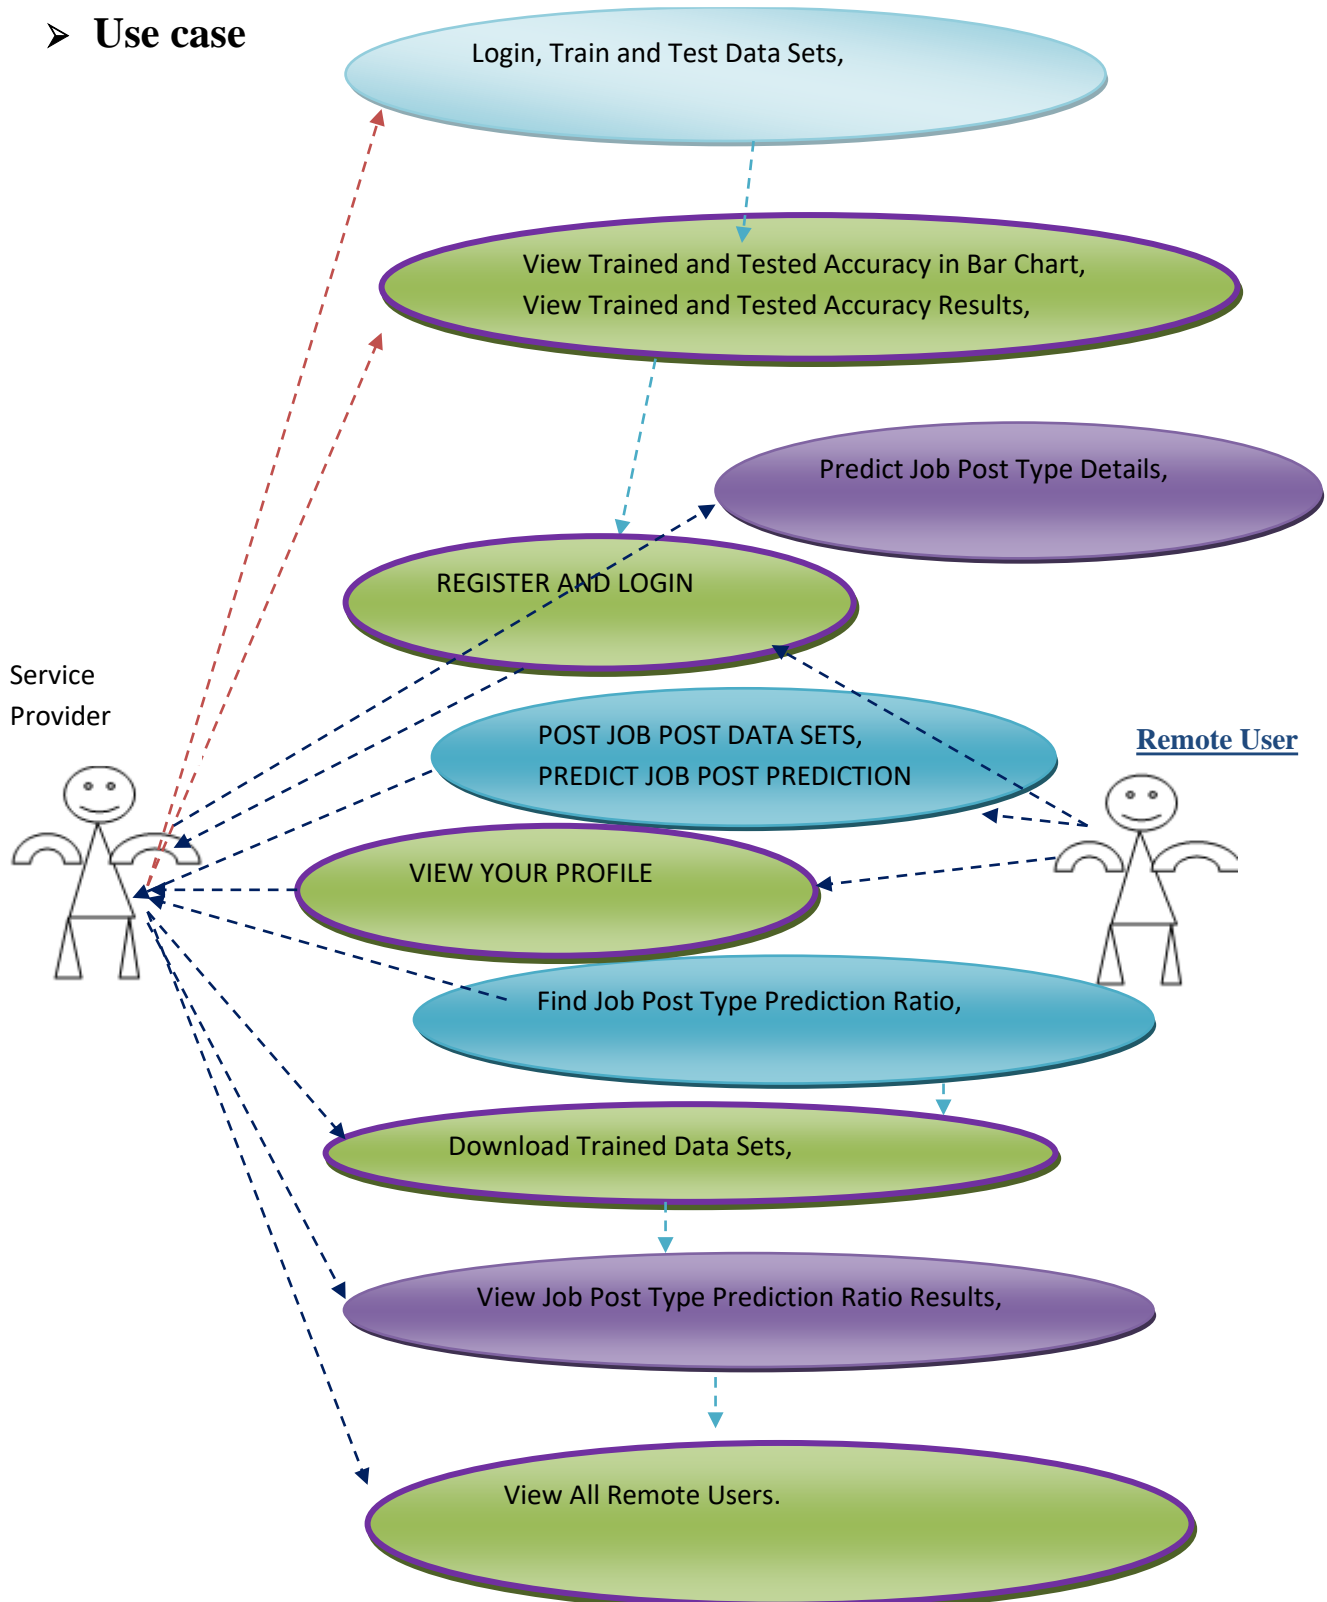 ➢ Use case
Login, Train and Test Data Sets,
View Trained and Tested Accuracy in Bar Chart,
View Trained and Tested Accuracy Results,
Predict Job Post Type Details,
REGISTER AND LOGIN
Service
Provider
POST JOB POST DATA SETS,
PREDICT JOB POST PREDICTION
Remote User
VIEW YOUR PROFILE
Find Job Post Type Prediction Ratio,
Download Trained Data Sets,
View Job Post Type Prediction Ratio Results,
View All Remote Users.